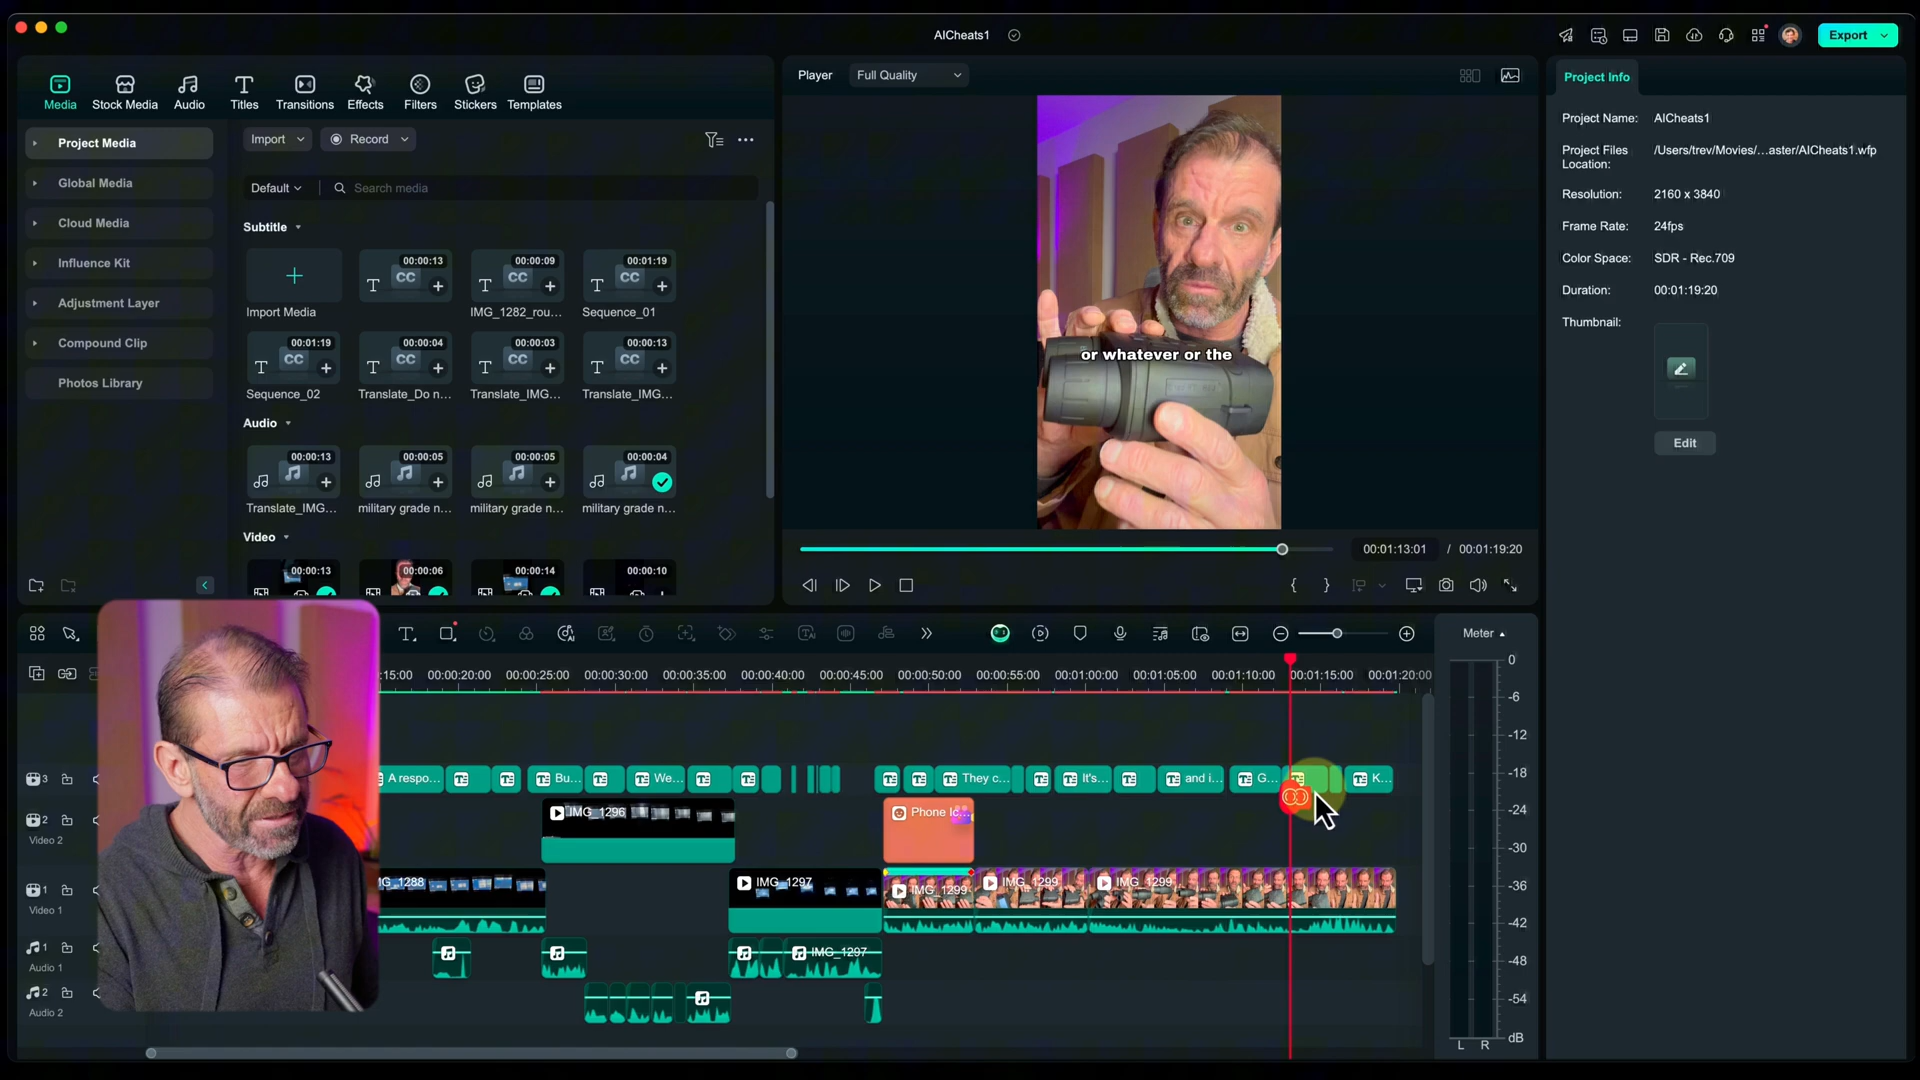 AICheats1
Export
Media
Stock Media
Audio
Titles
Transitions
Effects
Filters
Stickers
Templates
Player
Full Quality
Project Info
Project Media
Global Media
Cloud Media
Influence Kit
Adjustment Layer
Compound Clip
Photos Library
Import
Record
Default
Search media
Subtitle
00:00:13
00:00:09
00:01:19
Import Media
IMG_1282_rou...
Sequence_01
00:01:19
00:00:04
00:00:03
00:00:13
Sequence_02
Translate_Do n...
Translate_IMG...
Translate_IMG...
Audio
00:00:13
00:00:05
00:00:05
00:00:04
Translate_IMG...
military grade n...
military grade n...
military grade n...
Video
00:00:13
00:00:06
00:00:14
00:00:10
or whatever or the
00:01:13:01 / 00:01:19:20
Project Name: AICheats1
Project Files Location: /Users/trev/Movies/...aster/AICheats1.wfp
Resolution: 2160 x 3840
Frame Rate: 24fps
Color Space: SDR - Rec.709
Duration: 00:01:19:20
Thumbnail:
Edit
Meter
:15:00 00:00:20:00 00:00:25:00 00:00:30:00 00:00:35:00 00:00:40:00 00:00:45:00 00:00:50:00 00:00:55:00 00:01:00:00 00:01:05:00 00:01:10:00 00:01:15:00 00:01:20:00
3
A respo...
Bu...
We...
They c...
It's...
and i...
G...
K...
2
Video 2
IMG_1296
Phone Ic...
1
Video 1
IG_1288
IMG_1297
IMG_1299
IMG_1299
IMG_1299
1
Audio 1
IMG_1297
2
Audio 2
0
-6
-12
-18
-24
-30
-36
-42
-48
-54
dB
L R